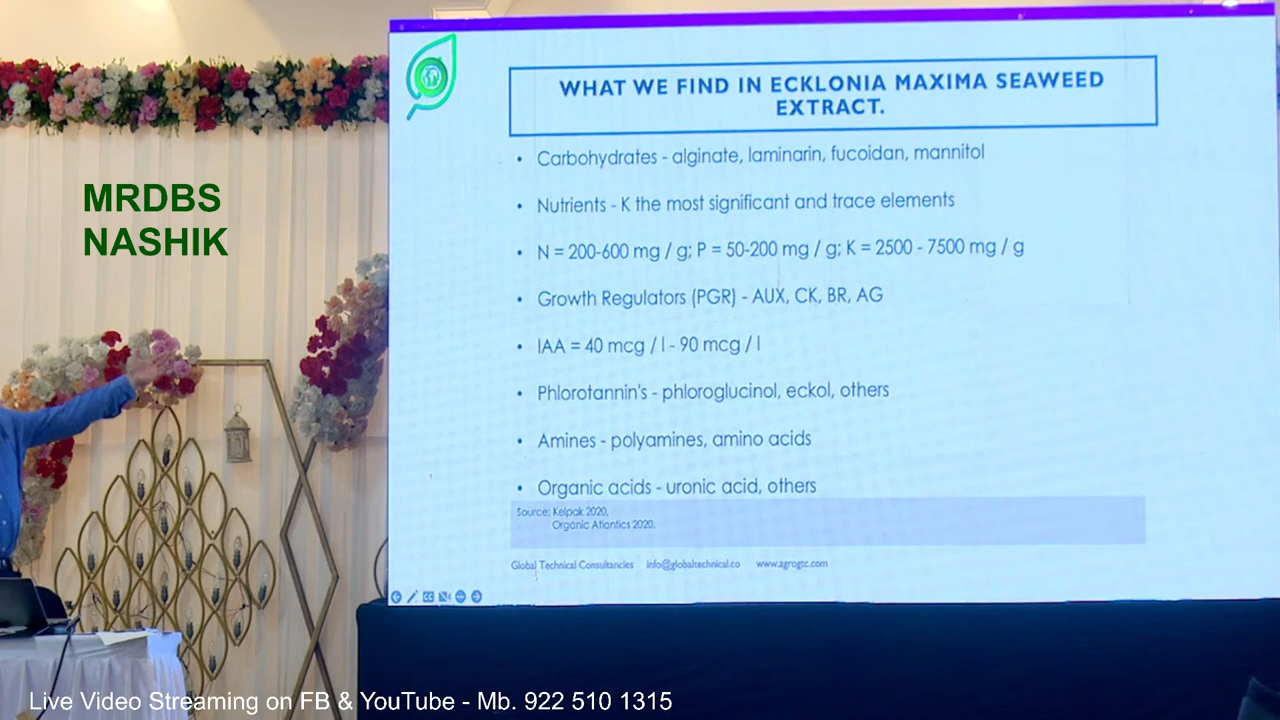 MRDBS
NASHIK
WHAT WE FIND IN ECKLONIA MAXIMA SEAWEED
EXTRACT.
• Carbohydrates - alginate, laminarin, fucoidan, mannitol
• Nutrients - K the most significant and trace elements
• N = 200-600 mg / g; P = 50-200 mg / g; K = 2500 - 7500 mg / g
• Growth Regulators (PGR) - AUX, CK, BR, AG
• IAA = 40 mcg / l - 90 mcg / l
• Phlorotannin's - phloroglucinol, eckol, others
• Amines - polyamines, amino acids
• Organic acids - uronic acid, others
Source: Kelpak 2020,
Organic Atlantics 2020.
Global Technical Consultancies info@globaltechnical.co www.agrogtc.com
Live Video Streaming on FB & YouTube - Mb. 922 510 1315